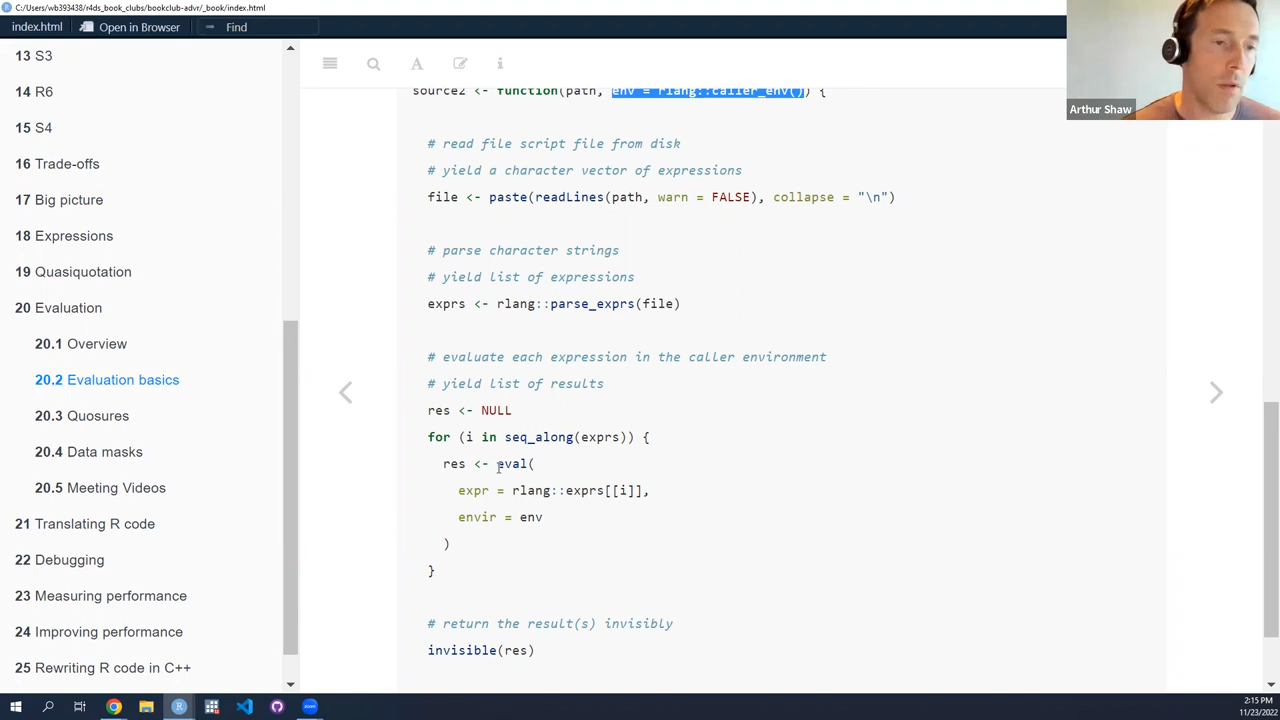 C:/Users/wb393438/r4ds_book_clubs/bookclub-advr/_book/index.html
index.html
Open in Browser
Find
13 S3
14 R6
15 S4
16 Trade-offs
17 Big picture
18 Expressions
19 Quasiquotation
20 Evaluation
20.1 Overview
20.2 Evaluation basics
20.3 Quosures
20.4 Data masks
20.5 Meeting Videos
21 Translating R code
22 Debugging
23 Measuring performance
24 Improving performance
25 Rewriting R code in C++
source2 <- function(path, env = rlang::caller_env()) {
# read file script file from disk
# yield a character vector of expressions
file <- paste(readLines(path, warn = FALSE), collapse = "\n")
# parse character strings
# yield list of expressions
exprs <- rlang::parse_exprs(file)
# evaluate each expression in the caller environment
# yield list of results
res <- NULL
for (i in seq_along(exprs)) {
res <- eval(
expr = rlang::exprs[[i]],
envir = env
)
}
# return the result(s) invisibly
invisible(res)
Arthur Shaw
2:15 PM
11/23/2022